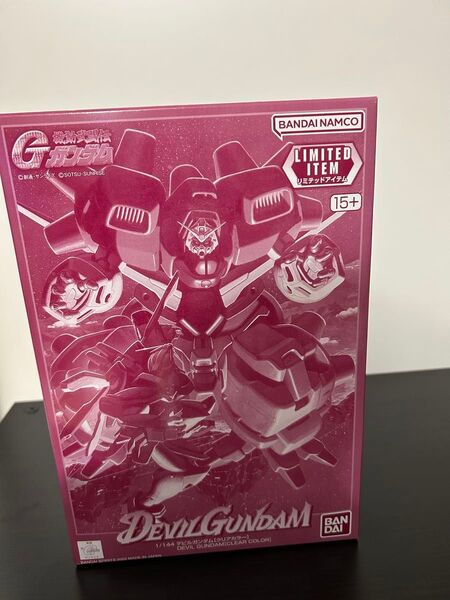 BANDAI NAMCO
機動武闘伝
Gガンダム
©創通・サンライズ ©SOTSU・SUNRISE
LIMITED
ITEM
リミテッドアイテム
15+
DEVIL GUNDAM
1/144 デビルガンダム[クリアカラー]
DEVIL GUNDAM[CLEAR COLOR]
BAN
DAI